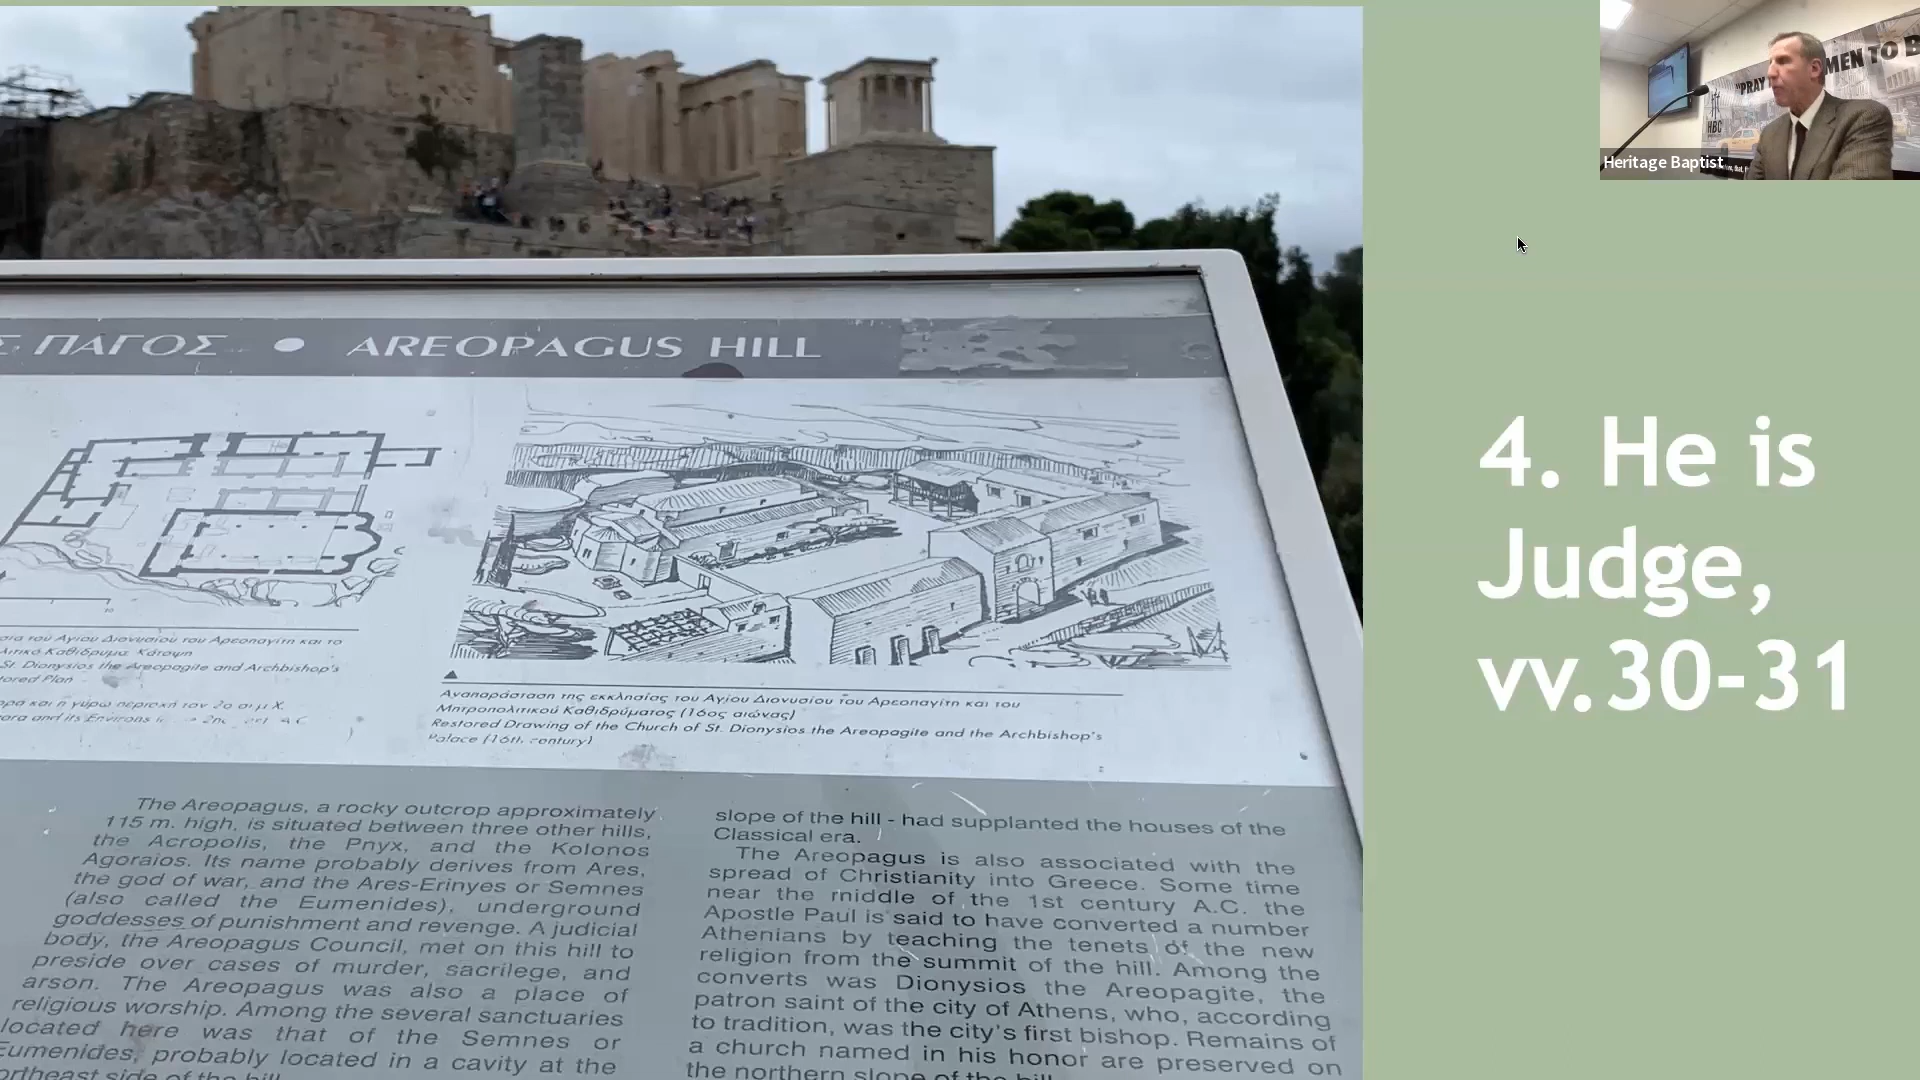 Σ ΠΑΓΟΣ • AREOPAGUS HILL
του Αγίου Διονυσίου του Αρεοπαγίτη και το
Καθίδρυμα. Κάτοψη
St. Dionysios the Areopagite and Archbishop's
Plan
και η γύρω περιοχή τον 2ο αι. μ.Χ.
and its Environs
Αναπαράσταση της εκκλησίας του Αγίου Διονυσίου του Αρεοπαγίτη και του
Μητροπολιτικού Καθιδρύματος (16ος αιώνας)
Restored Drawing of the Church of St. Dionysios the Areopagite and the Archbishop's
Palace (16th century)
The Areopagus, a rocky outcrop approximately
115 m. high, is situated between three other hills,
the Acropolis, the Pnyx, and the Kolonos
Agoraios. Its name probably derives from Ares,
the god of war, and the Ares-Erinyes or Semnes
(also called the Eumenides), underground
goddesses of punishment and revenge. A judicial
body, the Areopagus Council, met on this hill to
preside over cases of murder, sacrilege, and
arson. The Areopagus was also a place of
religious worship. Among the several sanctuaries
located here was that of the Semnes or
Eumenides, probably located in a cavity at the
side of the hill
slope of the hill - had supplanted the houses of the
Classical era.
The Areopagus is also associated with the
spread of Christianity into Greece. Some time
near the middle of the 1st century A.C. the
Apostle Paul is said to have converted a number
Athenians by teaching the tenets of the new
religion from the summit of the hill. Among the
converts was Dionysios the Areopagite, the
patron saint of the city of Athens, who, according
to tradition, was the city's first bishop. Remains of
a church named in his honor are preserved on
the northern slope of the hill.
4. He is
Judge,
vv.30-31
"PRAY MEN TO B
HBC
Heritage Baptist